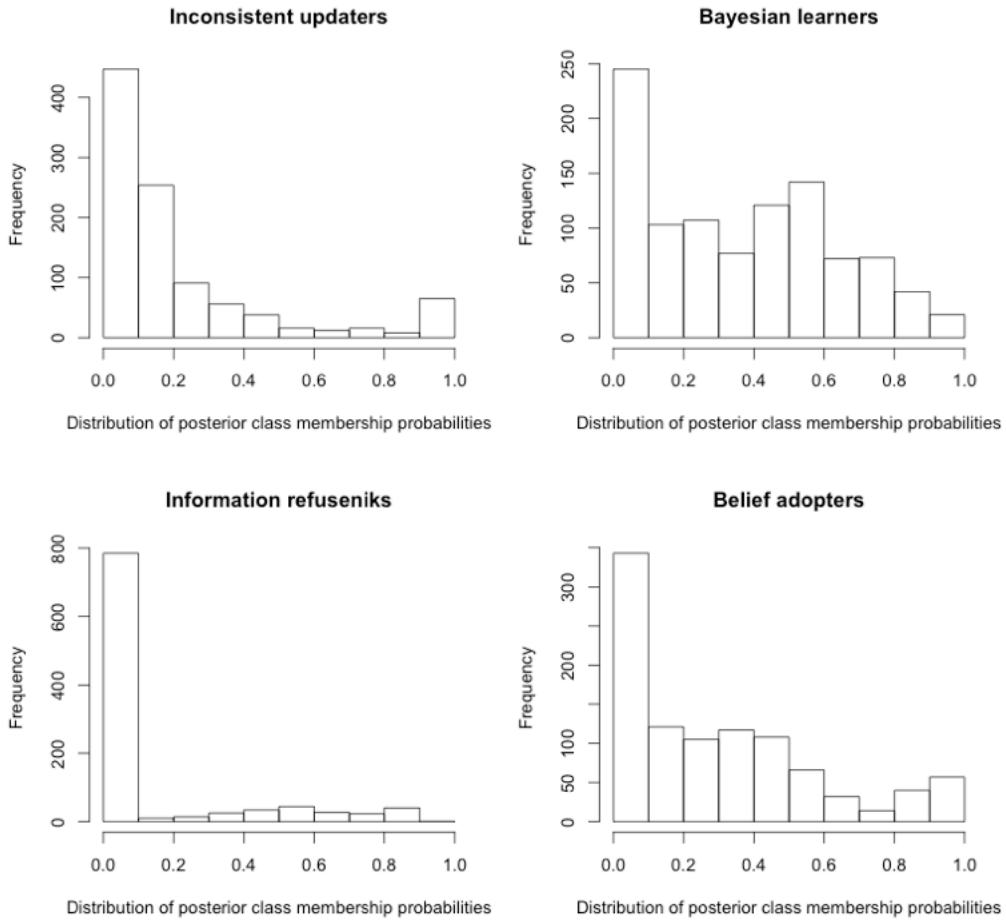 Inconsistent updaters
Frequency
0 100 200 300 400
0.0 0.2 0.4 0.6 0.8 1.0
Distribution of posterior class membership probabilities
Bayesian learners
Frequency
0 50 100 150 200 250
0.0 0.2 0.4 0.6 0.8 1.0
Distribution of posterior class membership probabilities
Information refuseniks
Frequency
0 200 400 600 800
0.0 0.2 0.4 0.6 0.8 1.0
Distribution of posterior class membership probabilities
Belief adopters
Frequency
0 50 100 200 300
0.0 0.2 0.4 0.6 0.8 1.0
Distribution of posterior class membership probabilities